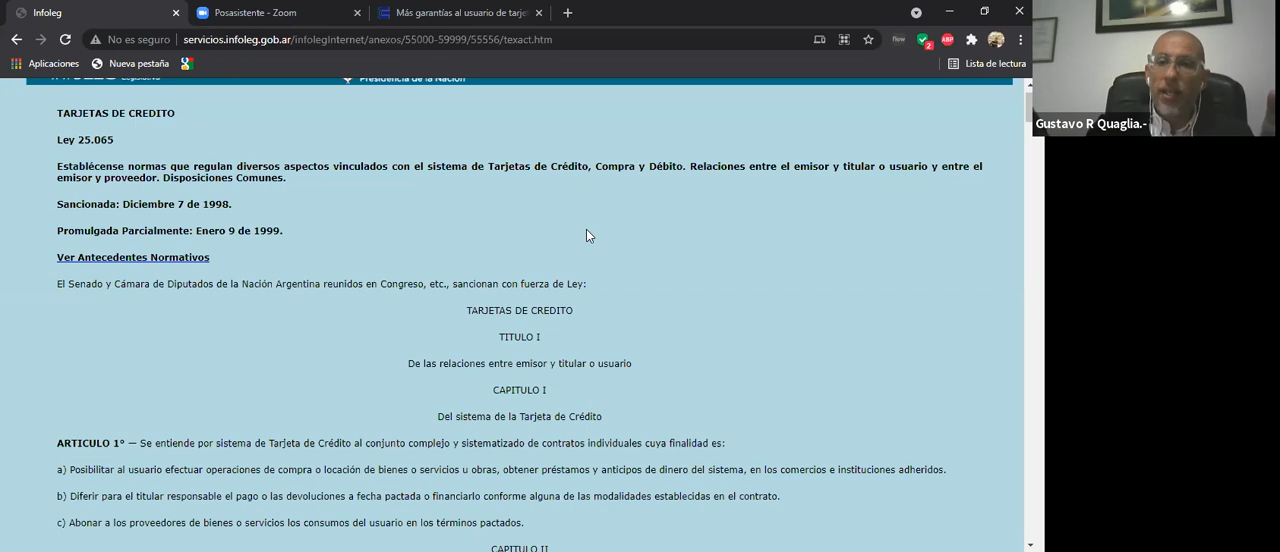 Infoleg
Posasistente - Zoom
Más garantías al usuario de tarje
No es seguro
servicios.infoleg.gob.ar/infolegInternet/anexos/55000-59999/55556/texact.htm
flow
2
ABP
Aplicaciones
Nueva pestaña
Lista de lectura
Presidencia de la Nación
TARJETAS DE CREDITO
Ley 25.065
Establécense normas que regulan diversos aspectos vinculados con el sistema de Tarjetas de Crédito, Compra y Débito. Relaciones entre el emisor y titular o usuario y entre el
emisor y proveedor. Disposiciones Comunes.
Sancionada: Diciembre 7 de 1998.
Promulgada Parcialmente: Enero 9 de 1999.
Ver Antecedentes Normativos
El Senado y Cámara de Diputados de la Nación Argentina reunidos en Congreso, etc., sancionan con fuerza de Ley:
TARJETAS DE CREDITO
TITULO I
De las relaciones entre emisor y titular o usuario
CAPITULO I
Del sistema de la Tarjeta de Crédito
ARTICULO 1° — Se entiende por sistema de Tarjeta de Crédito al conjunto complejo y sistematizado de contratos individuales cuya finalidad es:
a) Posibilitar al usuario efectuar operaciones de compra o locación de bienes o servicios u obras, obtener préstamos y anticipos de dinero del sistema, en los comercios e instituciones adheridos.
b) Diferir para el titular responsable el pago o las devoluciones a fecha pactada o financiarlo conforme alguna de las modalidades establecidas en el contrato.
c) Abonar a los proveedores de bienes o servicios los consumos del usuario en los términos pactados.
CAPITULO II
Gustavo R Quaglia.-